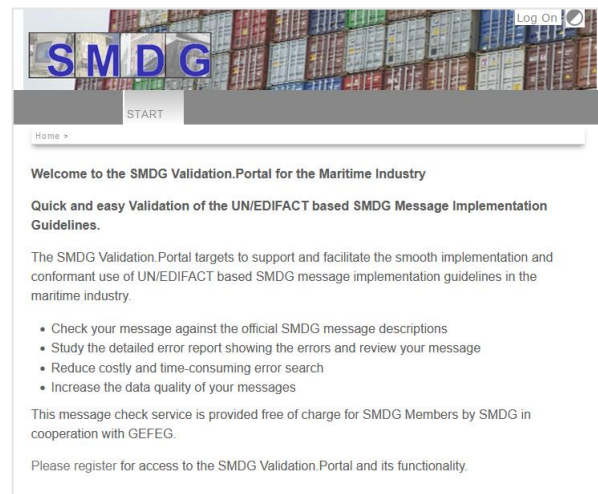 Log On
SMDG
START
Home >
Welcome to the SMDG Validation.Portal for the Maritime Industry
Quick and easy Validation of the UN/EDIFACT based SMDG Message Implementation
Guidelines.
The SMDG Validation.Portal targets to support and facilitate the smooth implementation and
conformant use of UN/EDIFACT based SMDG message implementation guidelines in the
maritime industry.
• Check your message against the official SMDG message descriptions
• Study the detailed error report showing the errors and review your message
• Reduce costly and time-consuming error search
• Increase the data quality of your messages
This message check service is provided free of charge for SMDG Members by SMDG in
cooperation with GEFEG.
Please register for access to the SMDG Validation.Portal and its functionality.